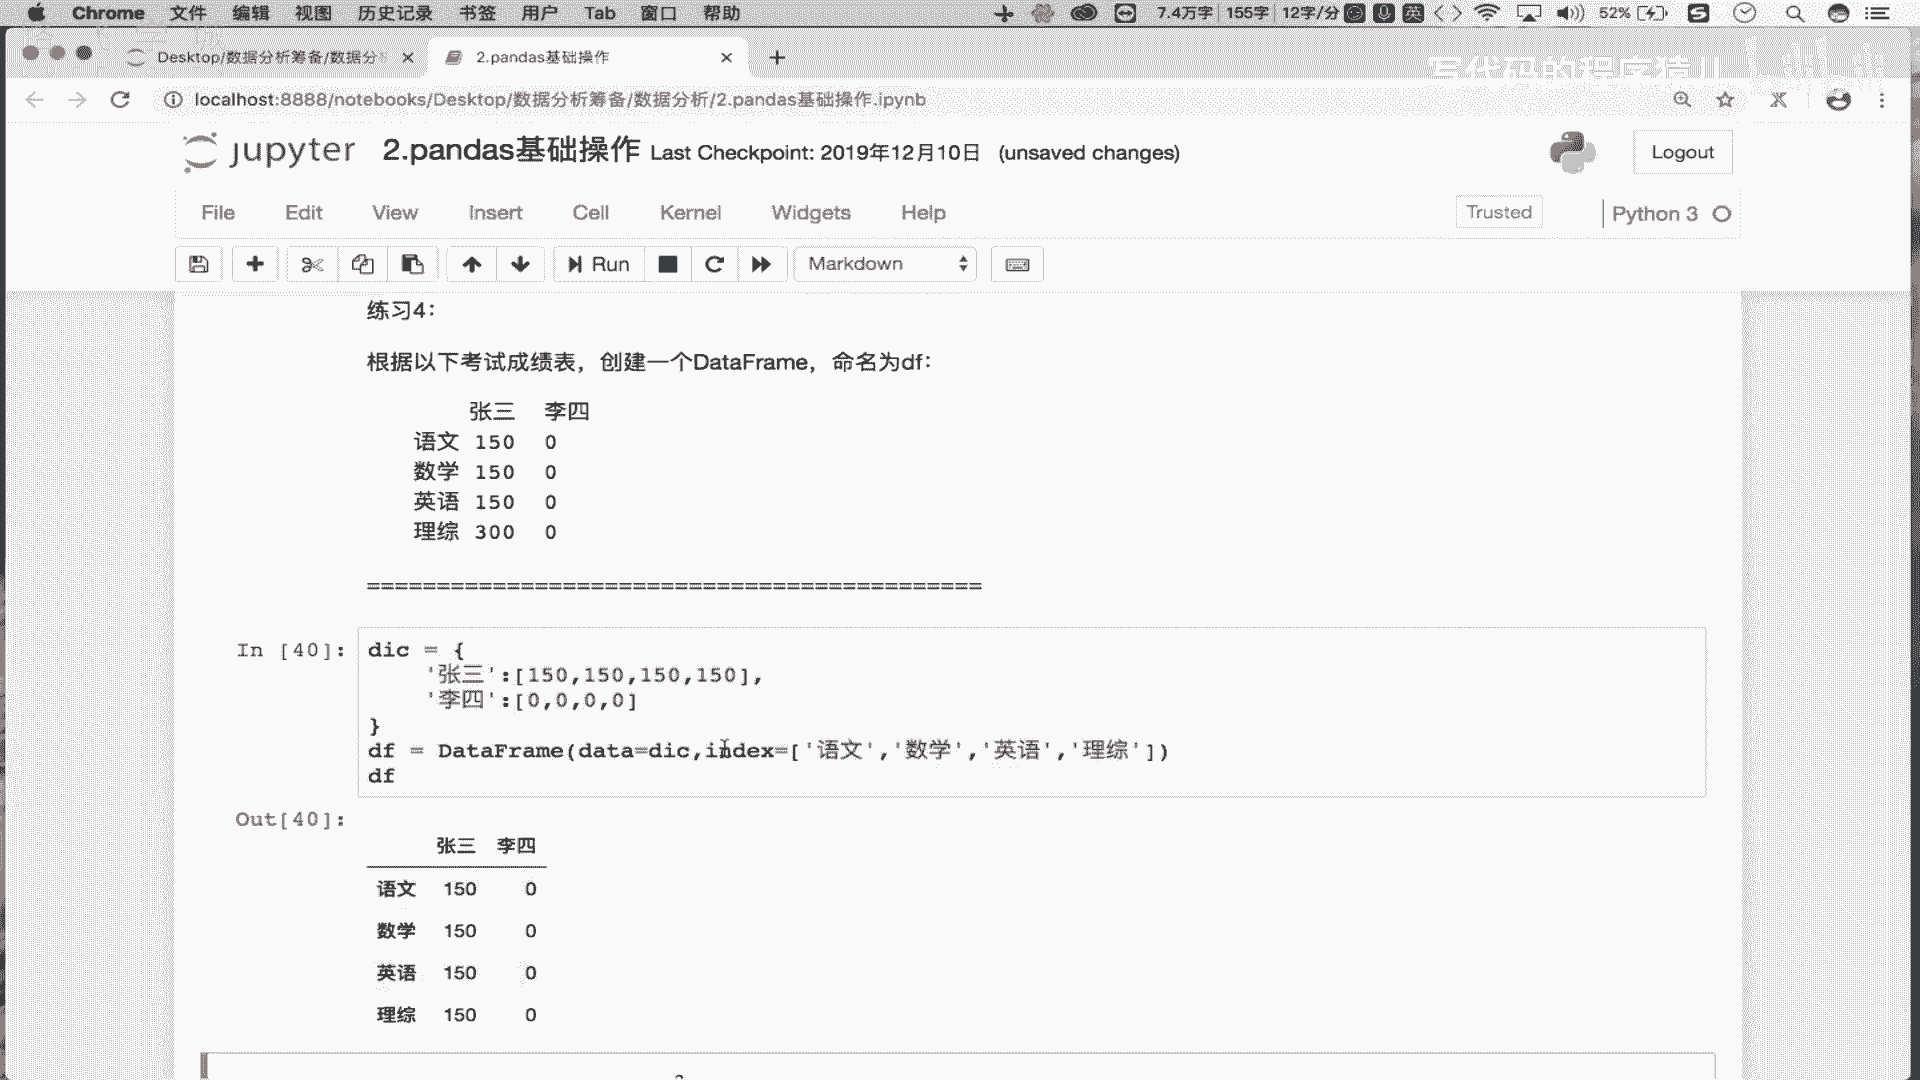 Chrome 文件 编辑 视图 历史记录 书签 用户 Tab 窗口 帮助 7.4万字 155字 12字/分 英 52%
Desktop/数据分析筹备/数据分析
2.pandas基础操作
写代码的程序猿儿
localhost:8888/notebooks/Desktop/数据分析筹备/数据分析/2.pandas基础操作.ipynb
jupyter 2.pandas基础操作 Last Checkpoint: 2019年12月10日 (unsaved changes) Logout
File Edit View Insert Cell Kernel Widgets Help Trusted Python 3
Run Markdown
练习4：
根据以下考试成绩表，创建一个DataFrame，命名为df：
张三 李四
语文 150 0
数学 150 0
英语 150 0
理综 300 0
============================================
In [40]: dic = {
'张三':[150,150,150,150],
'李四':[0,0,0,0]
}
df = DataFrame(data=dic,index=['语文','数学','英语','理综'])
df
Out[40]:
张三 李四
语文 150 0
数学 150 0
英语 150 0
理综 150 0